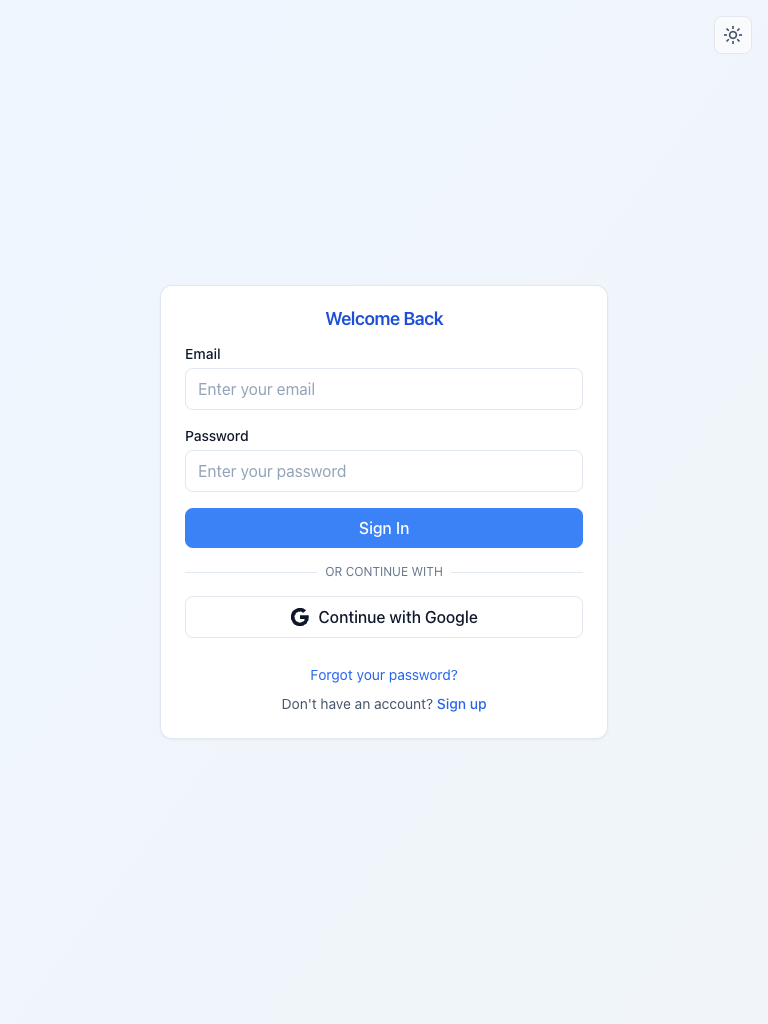 Welcome Back
Email
Enter your email
Password
Enter your password
Sign In
OR CONTINUE WITH
Continue with Google
Forgot your password?
Don't have an account? Sign up